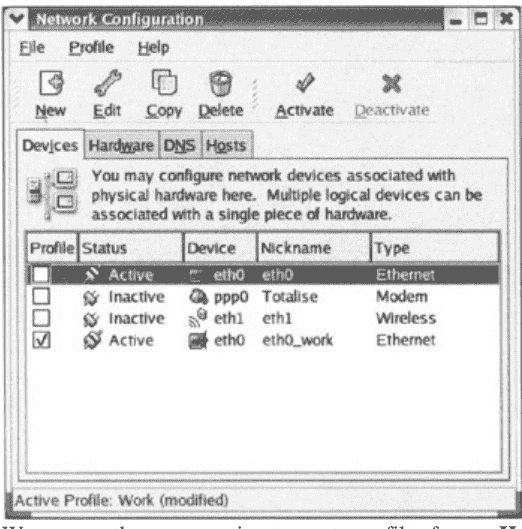 Network Configuration
File Profile Help
New Edit Copy Delete Activate Deactivate
Devices Hardware DNS Hosts
You may configure network devices associated with
physical hardware here. Multiple logical devices can be
associated with a single piece of hardware.
Profile Status Device Nickname Type
Active eth0 eth0 Ethernet
Inactive ppp0 Totalise Modem
Inactive eth1 eth1 Wireless
Active eth0 eth0_work Ethernet
Active Profile: Work (modified)